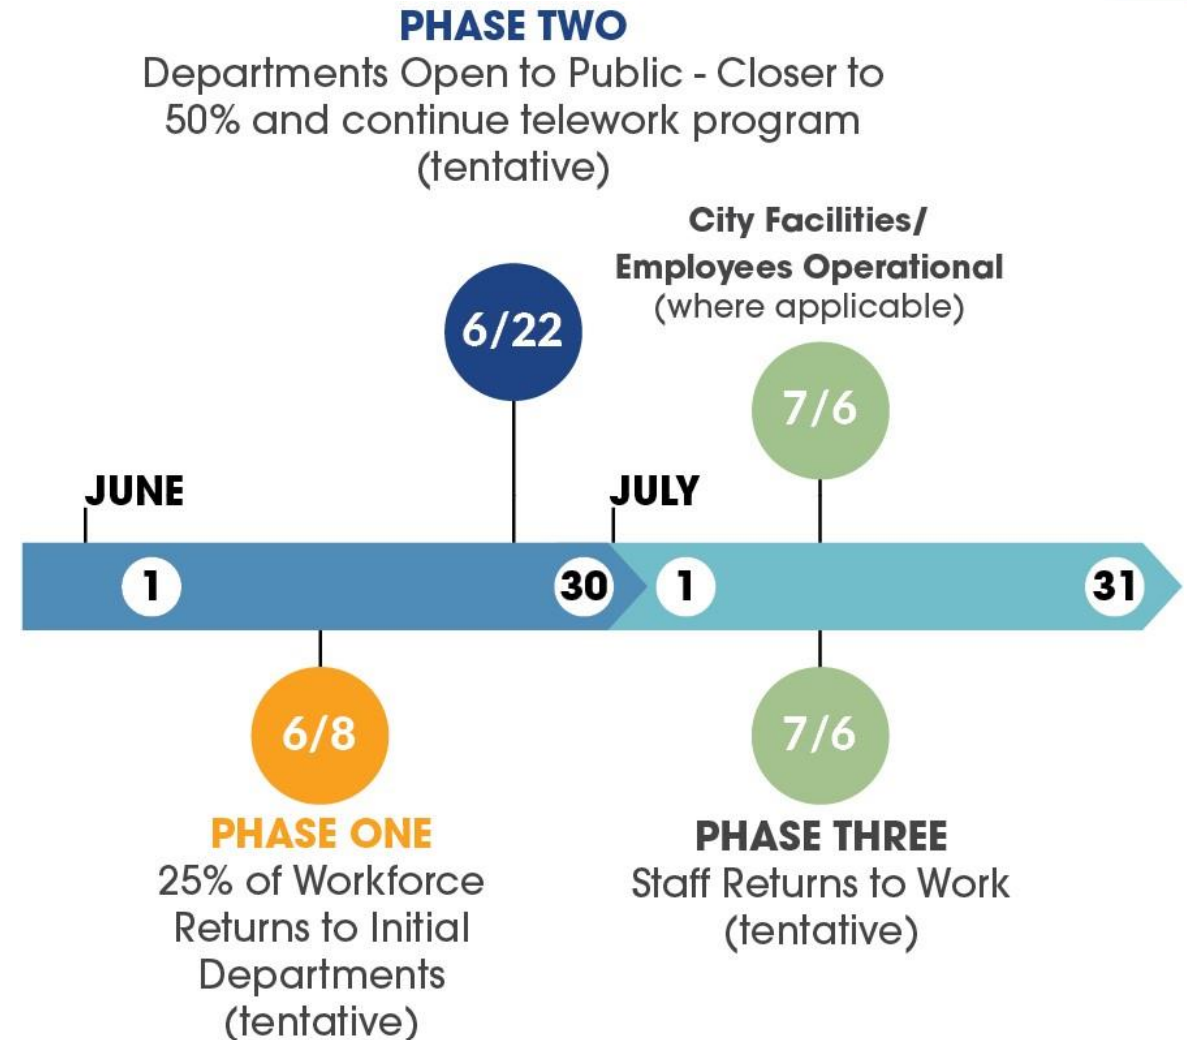 PHASE TWO
Departments Open to Public - Closer to
50% and continue telework program
(tentative)
City Facilities/
Employees Operational
(where applicable)
6/22
7/6
JUNE
JULY
1
30
1
31
6/8
7/6
PHASE ONE
25% of Workforce
Returns to Initial
Departments
(tentative)
PHASE THREE
Staff Returns to Work
(tentative)